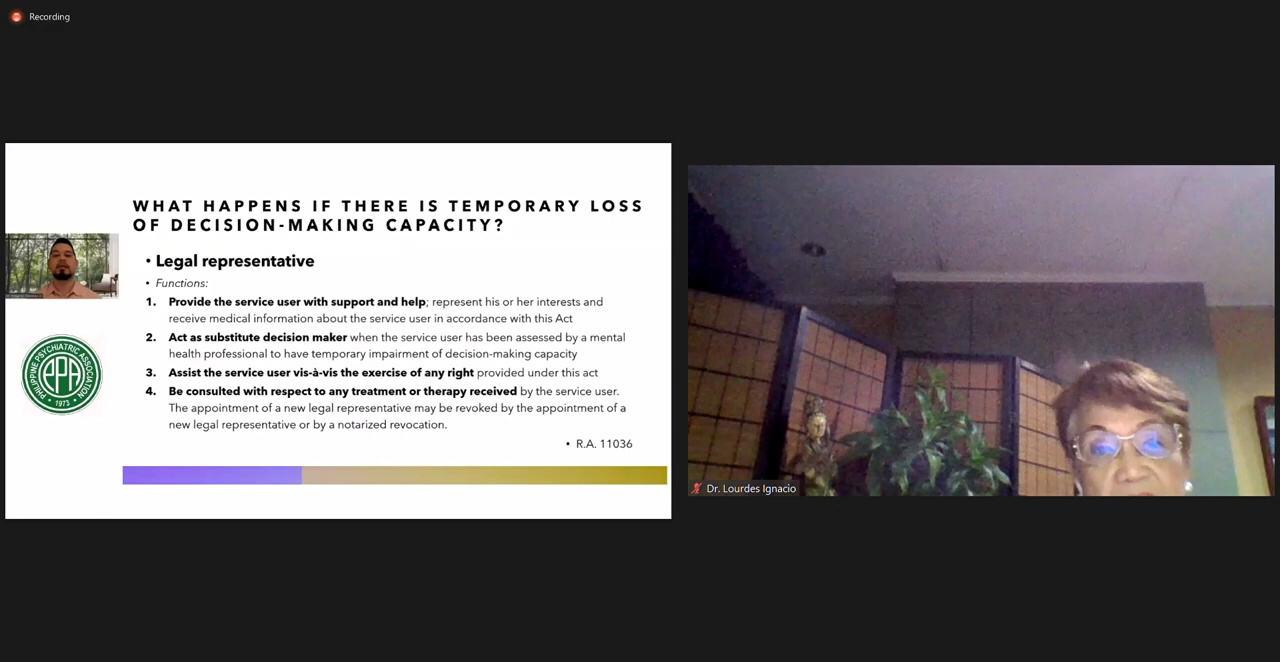 Recording
WHAT HAPPENS IF THERE IS TEMPORARY LOSS
OF DECISION-MAKING CAPACITY?
• Legal representative
• Functions:
1. Provide the service user with support and help; represent his or her interests and
receive medical information about the service user in accordance with this Act
2. Act as substitute decision maker when the service user has been assessed by a mental
health professional to have temporary impairment of decision-making capacity
3. Assist the service user vis-à-vis the exercise of any right provided under this act
4. Be consulted with respect to any treatment or therapy received by the service user.
The appointment of a new legal representative may be revoked by the appointment of a
new legal representative or by a notarized revocation.
• R.A. 11036
PHILIPPINE PSYCHIATRIC ASSOCIATION
PPA
1973
Dr. Lourdes Ignacio